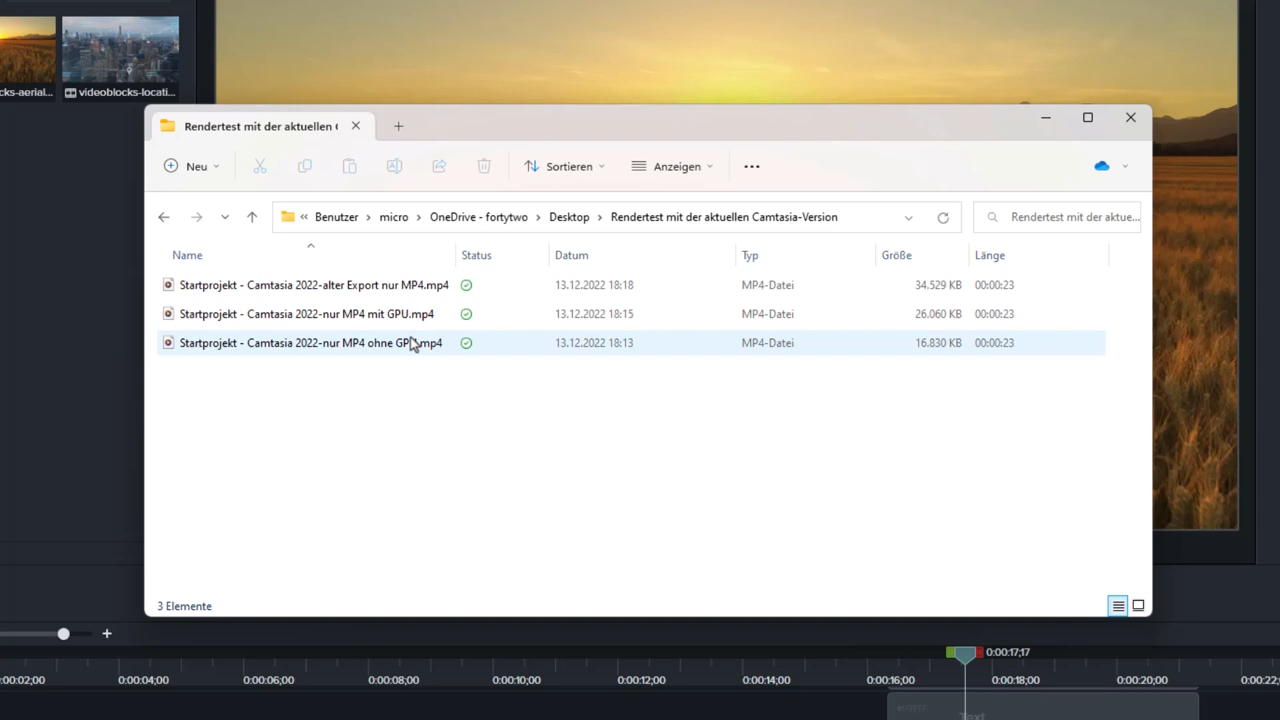 cks-aerial...
videoblocks-locati...
Rendertest mit der aktuellen C
Neu
Sortieren
Anzeigen
« Benutzer > micro > OneDrive - fortytwo > Desktop > Rendertest mit der aktuellen Camtasia-Version
Rendertest mit der aktue...
Name Status Datum Typ Größe Länge
Startprojekt - Camtasia 2022-alter Export nur MP4.mp4 13.12.2022 18:18 MP4-Datei 34.529 KB 00:00:23
Startprojekt - Camtasia 2022-nur MP4 mit GPU.mp4 13.12.2022 18:15 MP4-Datei 26.060 KB 00:00:23
Startprojekt - Camtasia 2022-nur MP4 ohne GPU.mp4 13.12.2022 18:13 MP4-Datei 16.830 KB 00:00:23
3 Elemente
0:00:17;17
:00:02;00 0:00:04;00 0:00:06;00 0:00:08;00 0:00:10;00 0:00:12;00 0:00:14;00 0:00:16;00 0:00:18;00 0:00:20;00 0:00:22;
Text